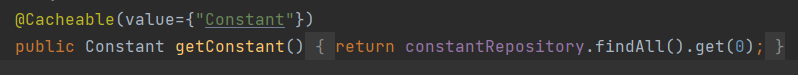 @Cacheable(value={"Constant"})
public Constant getConstant() { return constantRepository.findAll().get(0); }